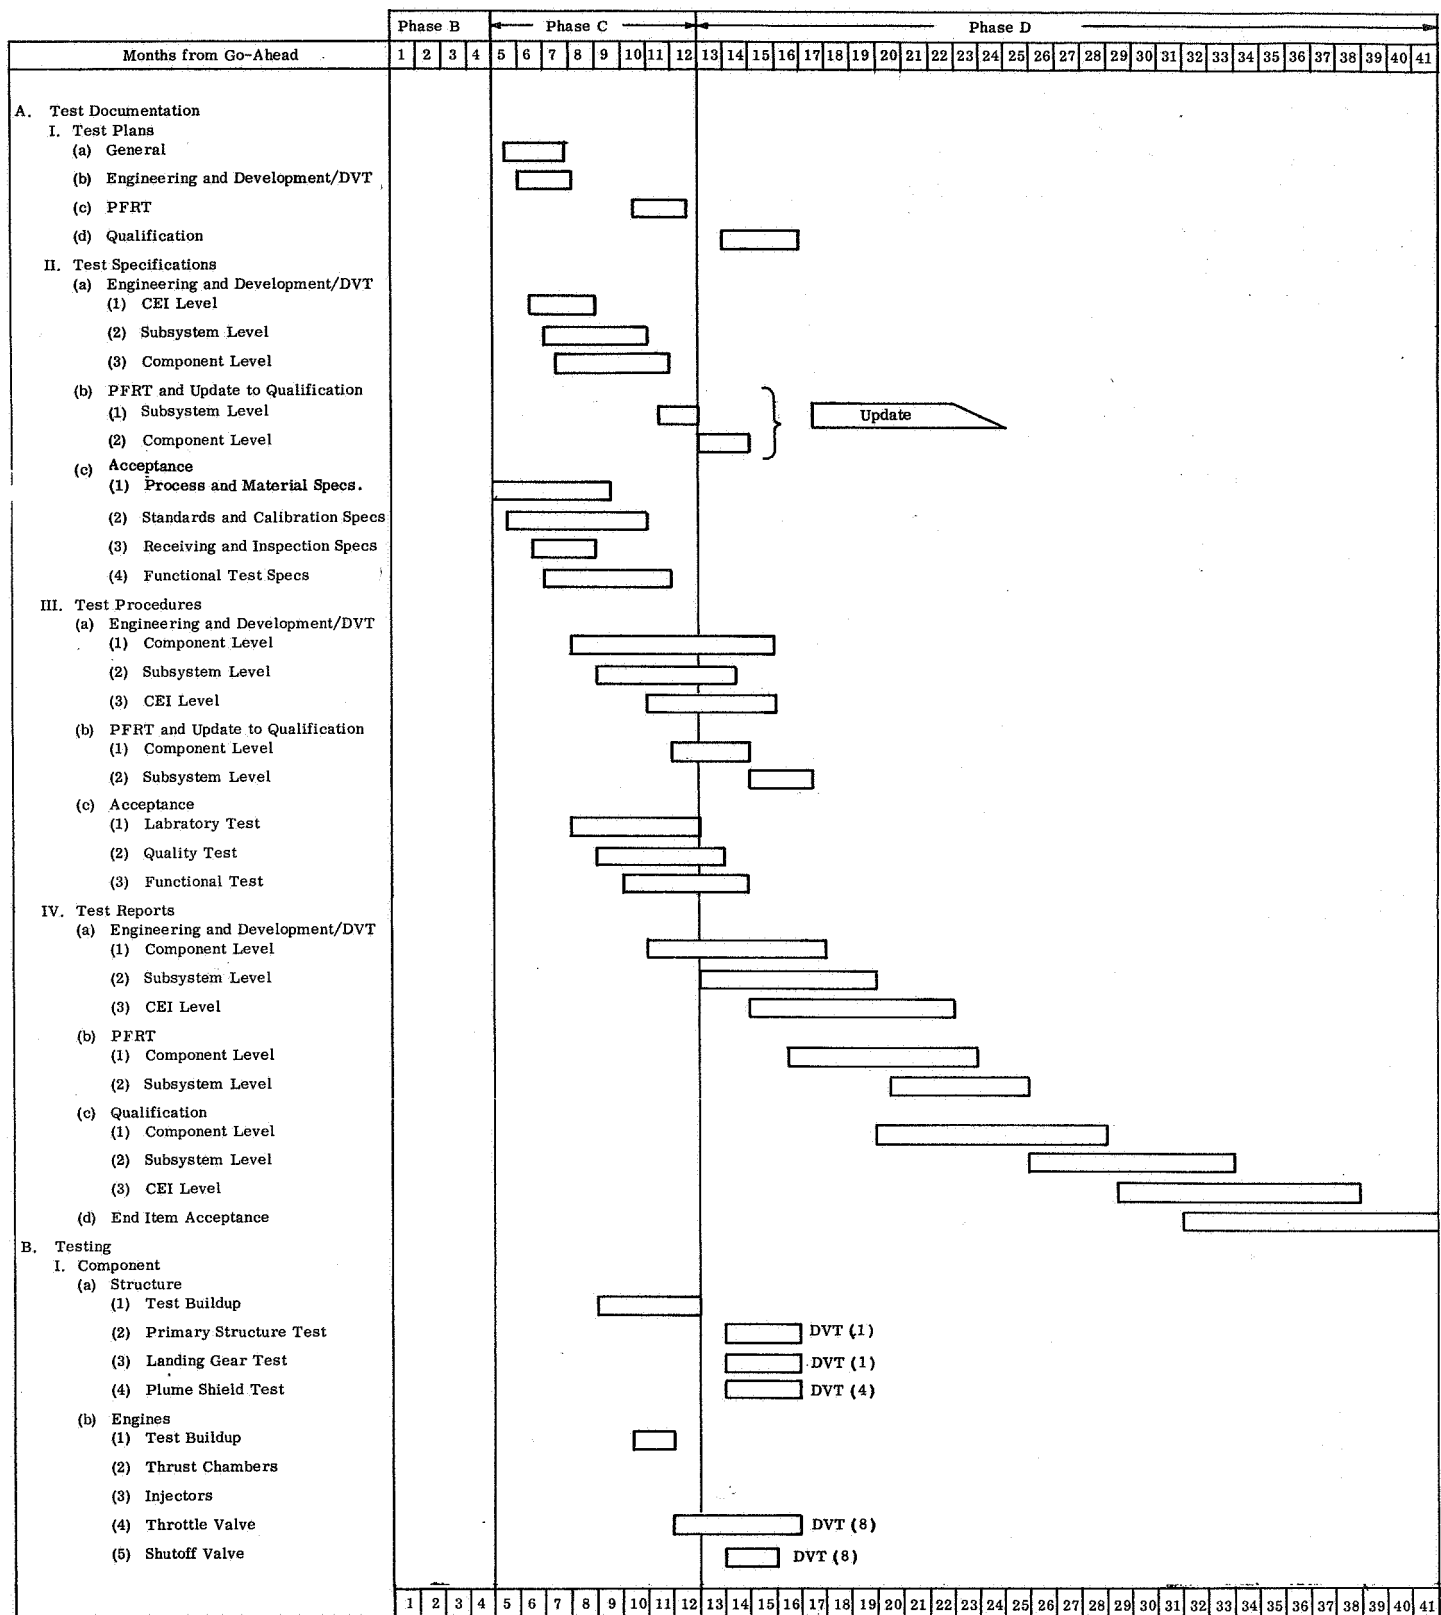 Phase B Phase C Phase D
Months from Go-Ahead 1 2 3 4 5 6 7 8 9 10 11 12 13 14 15 16 17 18 19 20 21 22 23 24 25 26 27 28 29 30 31 32 33 34 35 36 37 38 39 40 41
A. Test Documentation
I. Test Plans
(a) General
(b) Engineering and Development/DVT
(c) PFRT
(d) Qualification
II. Test Specifications
(a) Engineering and Development/DVT
(1) CEI Level
(2) Subsystem Level
(3) Component Level
(b) PFRT and Update to Qualification
(1) Subsystem Level Update
(2) Component Level
(c) Acceptance
(1) Process and Material Specs.
(2) Standards and Calibration Specs
(3) Receiving and Inspection Specs
(4) Functional Test Specs
III. Test Procedures
(a) Engineering and Development/DVT
(1) Component Level
(2) Subsystem Level
(3) CEI Level
(b) PFRT and Update to Qualification
(1) Component Level
(2) Subsystem Level
(c) Acceptance
(1) Labratory Test
(2) Quality Test
(3) Functional Test
IV. Test Reports
(a) Engineering and Development/DVT
(1) Component Level
(2) Subsystem Level
(3) CEI Level
(b) PFRT
(1) Component Level
(2) Subsystem Level
(c) Qualification
(1) Component Level
(2) Subsystem Level
(3) CEI Level
(d) End Item Acceptance
B. Testing
I. Component
(a) Structure
(1) Test Buildup
(2) Primary Structure Test DVT (1)
(3) Landing Gear Test DVT (1)
(4) Plume Shield Test DVT (4)
(b) Engines
(1) Test Buildup
(2) Thrust Chambers
(3) Injectors
(4) Throttle Valve DVT (8)
(5) Shutoff Valve DVT (8)
1 2 3 4 5 6 7 8 9 10 11 12 13 14 15 16 17 18 19 20 21 22 23 24 25 26 27 28 29 30 31 32 33 34 35 36 37 38 39 40 41